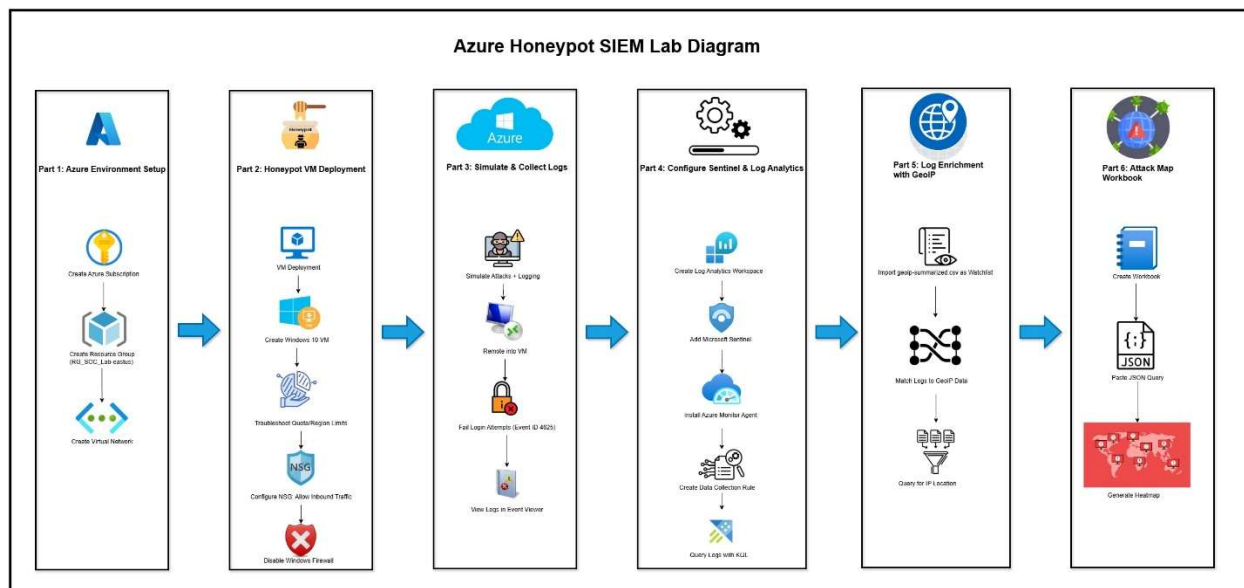 Azure Honeypot SIEM Lab Diagram
Part 1: Azure Environment Setup
Create Azure Subscription
Create Resource Group
(RG_SOC_Lab-eastus)
Create Virtual Network
Honeypot
Part 2: Honeypot VM Deployment
VM Deployment
Create Windows 10 VM
Troubleshoot Quota/Region Limits
NSG
Configure NSG: Allow Inbound Traffic
Disable Windows Firewall
Azure
Part 3: Simulate & Collect Logs
Simulate Attacks + Logging
Remote into VM
Fail Login Attempts (Event ID 4625)
View Logs in Event Viewer
Part 4: Configure Sentinel & Log Analytics
Create Log Analytics Workspace
Add Microsoft Sentinel
Install Azure Monitor Agent
Create Data Collection Rule
Query Logs with KQL
Part 5: Log Enrichment
with GeoIP
Import geoip-summarized.csv as Watchlist
Match Logs to GeoIP Data
Query for IP Location
Part 6: Attack Map
Workbook
Create Workbook
{;}
JSON
Paste JSON Query
Generate Heatmap